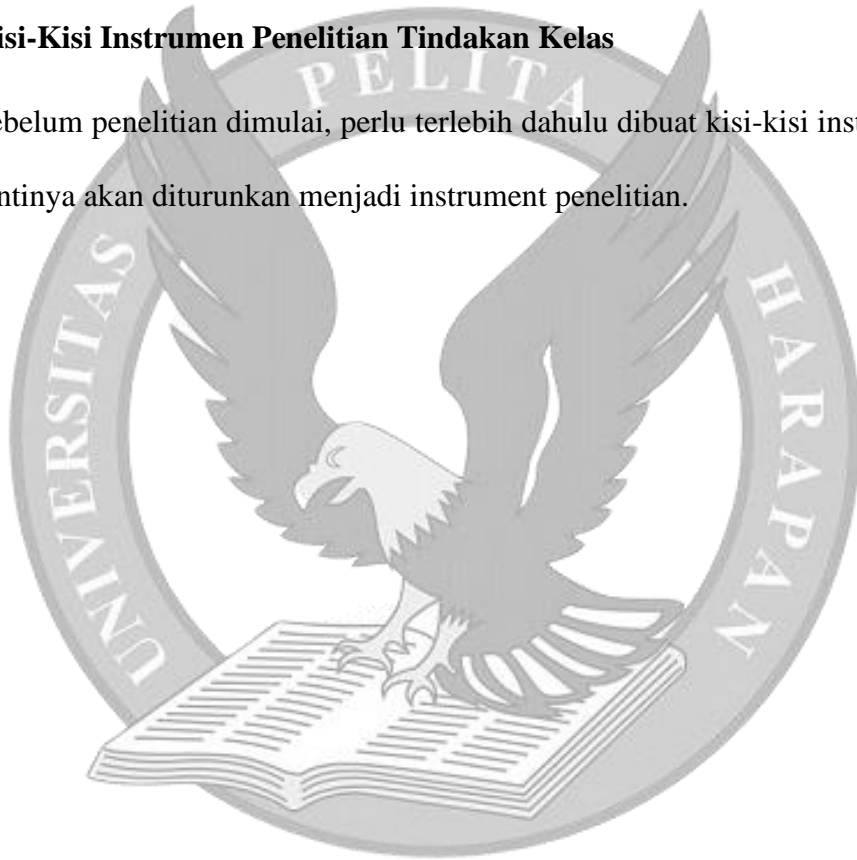 isi-Kisi Instrumen Penelitian Tindakan Kelas
ebelum penelitian dimulai, perlu terlebih dahulu dibuat kisi-kisi inst
ntinya akan diturunkan menjadi instrument penelitian.
UNIVERSITAS PELITA HARAPAN